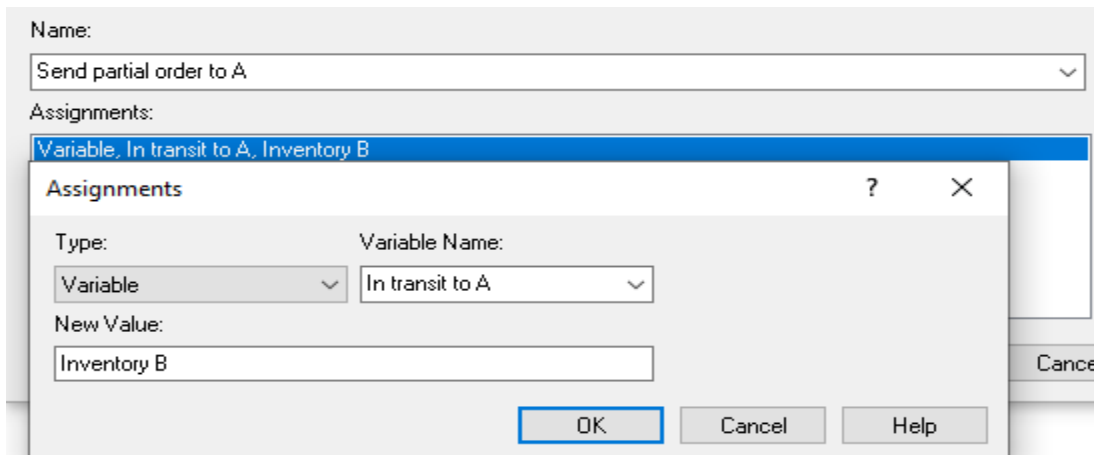 Name:
Send partial order to A
Assignments:
Variable, In transit to A, Inventory B
Assignments ? ✕
Type: Variable Name:
Variable In transit to A
New Value:
Inventory B
Cance
OK Cancel Help